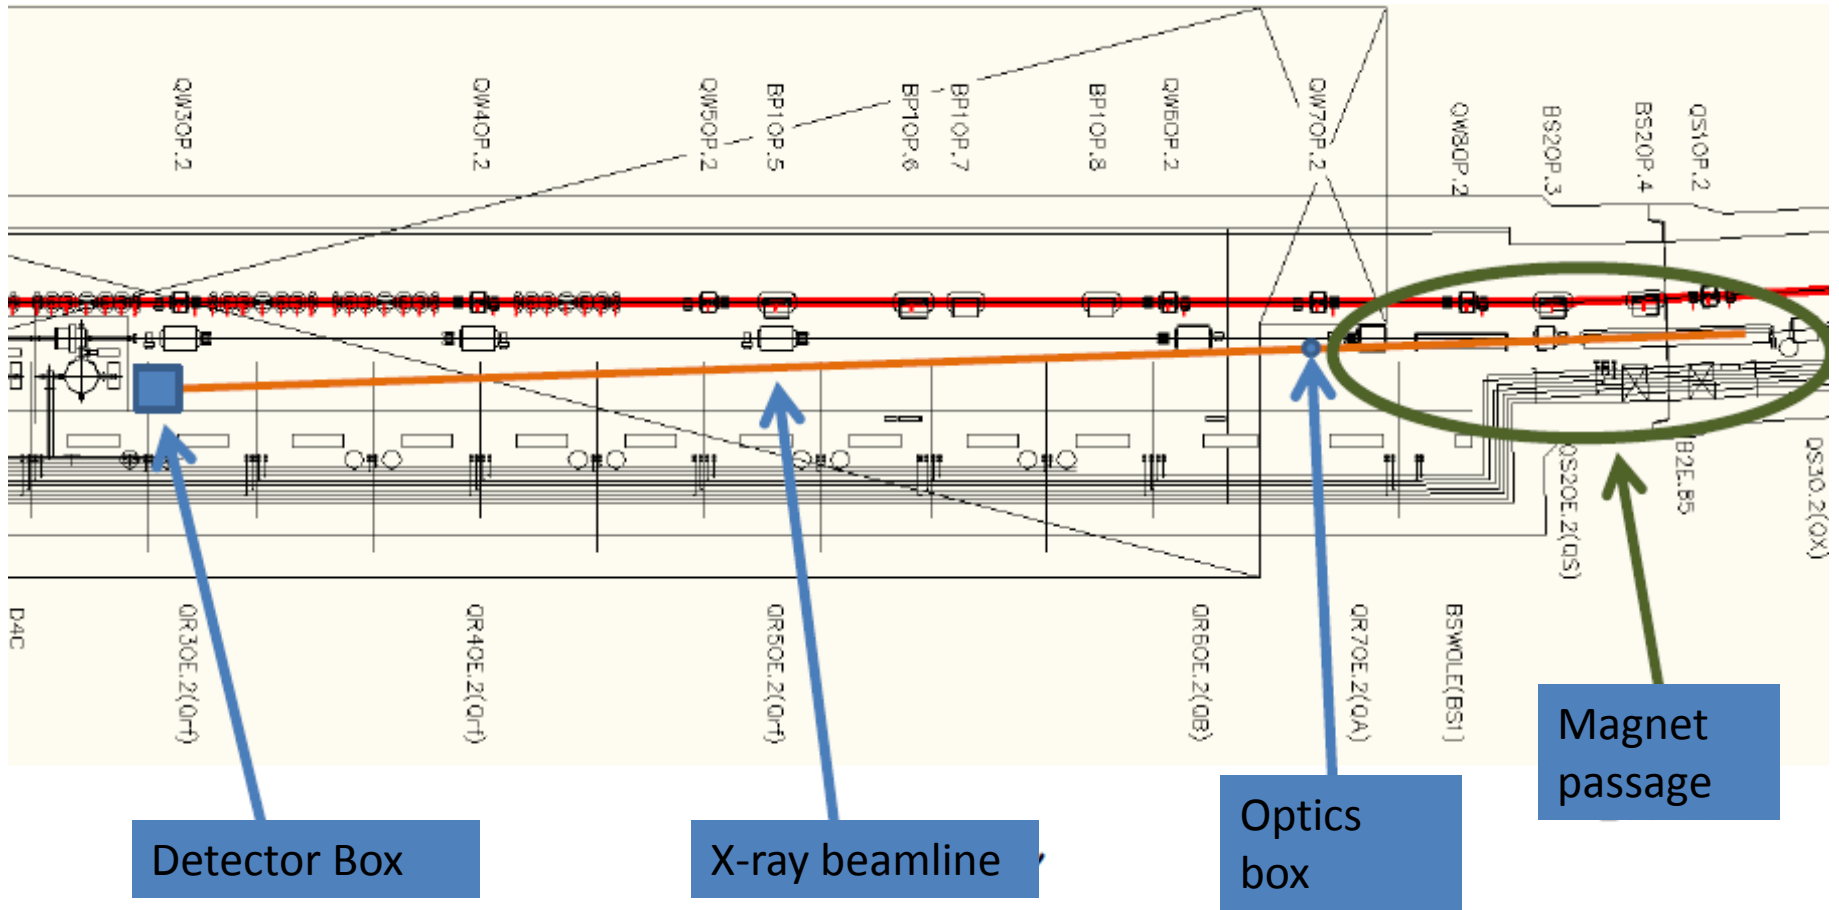 QW3OP.2
QW4OP.2
QW5OP.2
BP1OP.5
BP1OP.6
BP1OP.7
BP1OP.8
QW6OP.2
QW7OP.2
QW8OP.2
BS2OP.3
BS2OP.4
QS1OP.2
D4C
QR3OE.2(Qrf)
QR4OE.2(Qrf)
QR5OE.2(Qrf)
QR6OE.2(QB)
QR7OE.2(QA)
BSWOLE(BS1)
QS2OE.2(QS)
B2E.B5
QS3O.2(QX)
Magnet
passage
Optics
box
X-ray beamline
Detector Box